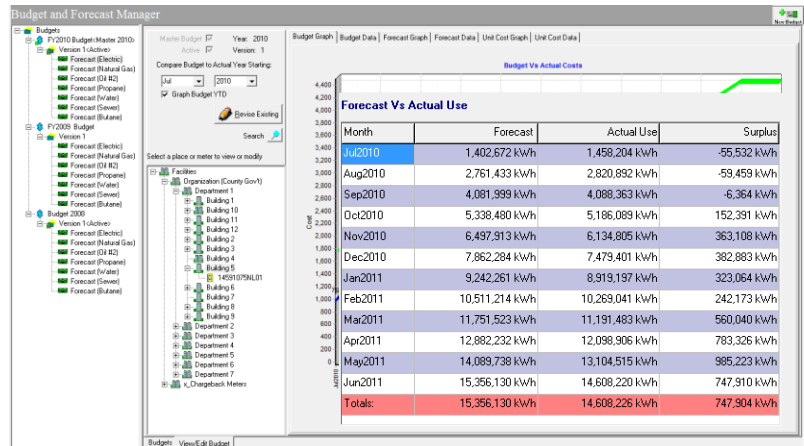 Budget and Forecast Manager
New Budget
Budgets
FY2010 Budget<Master 2010>
Version 1<Active>
Forecast (Electric)
Forecast (Natural Gas)
Forecast (Oil #2)
Forecast (Propane)
Forecast (Water)
Forecast (Sewer)
Forecast (Butane)
FY2009 Budget
Version 1
Forecast (Electric)
Forecast (Natural Gas)
Forecast (Oil #2)
Forecast (Propane)
Forecast (Water)
Forecast (Sewer)
Forecast (Butane)
Budget 2008
Version 1<Active>
Forecast (Electric)
Forecast (Natural Gas)
Forecast (Oil #2)
Forecast (Propane)
Forecast (Water)
Forecast (Sewer)
Forecast (Butane)
Master Budget Year: 2010
Active Version: 1
Compare Budget to Actual Year Starting:
Jul 2010
Graph Budget YTD
Revise Existing
Search
Select a place or meter to view or modify
Facilities
Organization (County Gov't)
Department 1
Building 1
Building 10
Building 11
Building 12
Building 2
Building 3
Building 4
Building 5
14591075NL01
Building 6
Building 7
Building 8
Building 9
Department 2
Department 3
Department 4
Department 5
Department 6
Department 7
x_Chargeback Meters
Budgets View/Edit Budget
Budget Graph Budget Data Forecast Graph Forecast Data Unit Cost Graph Unit Cost Data
Budget Vs Actual Costs
4,400
4,200
4,000
3,800
3,600
3,400
3,200
3,000
2,800
2,600
2,400
2,200
2,000
1,800
1,600
1,400
1,200
1,000
800
600
400
200
0
Cost
Jul2010
Forecast Vs Actual Use
Month Forecast Actual Use Surplus
Jul2010 1,402,672 kWh 1,458,204 kWh -55,532 kWh
Aug2010 2,761,433 kWh 2,820,892 kWh -59,459 kWh
Sep2010 4,081,999 kWh 4,088,363 kWh -6,364 kWh
Oct2010 5,338,480 kWh 5,186,089 kWh 152,391 kWh
Nov2010 6,497,913 kWh 6,134,805 kWh 363,108 kWh
Dec2010 7,862,284 kWh 7,479,401 kWh 382,883 kWh
Jan2011 9,242,261 kWh 8,919,197 kWh 323,064 kWh
Feb2011 10,511,214 kWh 10,269,041 kWh 242,173 kWh
Mar2011 11,751,523 kWh 11,191,483 kWh 560,040 kWh
Apr2011 12,882,232 kWh 12,098,906 kWh 783,326 kWh
May2011 14,089,738 kWh 13,104,515 kWh 985,223 kWh
Jun2011 15,356,130 kWh 14,608,220 kWh 747,910 kWh
Totals: 15,356,130 kWh 14,608,226 kWh 747,904 kWh